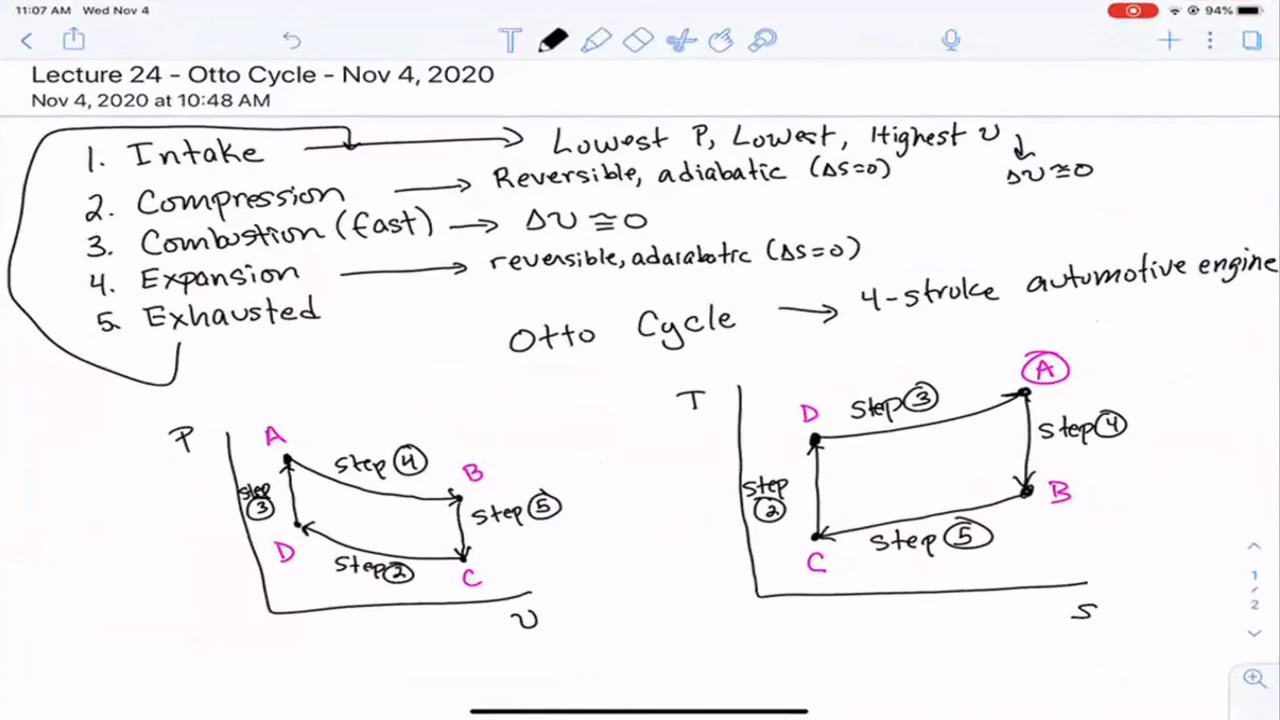 11:07 AM Wed Nov 4
94%
Lecture 24 - Otto Cycle - Nov 4, 2020
Nov 4, 2020 at 10:48 AM
1. Intake → Lowest P, Lowest, Highest υ
Δυ≅0
2. Compression → Reversible, adiabatic (Δs=0)
3. Combustion (fast) → Δυ ≅ 0
4. Expansion → reversible, adarabotic (Δs=0)
5. Exhausted
Otto Cycle → 4-stroke automotive engine
P
A
step 4
B
step 3
step 5
D
step 2
C
υ
T
D
step 3
A
step 4
step 2
B
step 5
C
s
1
/
2